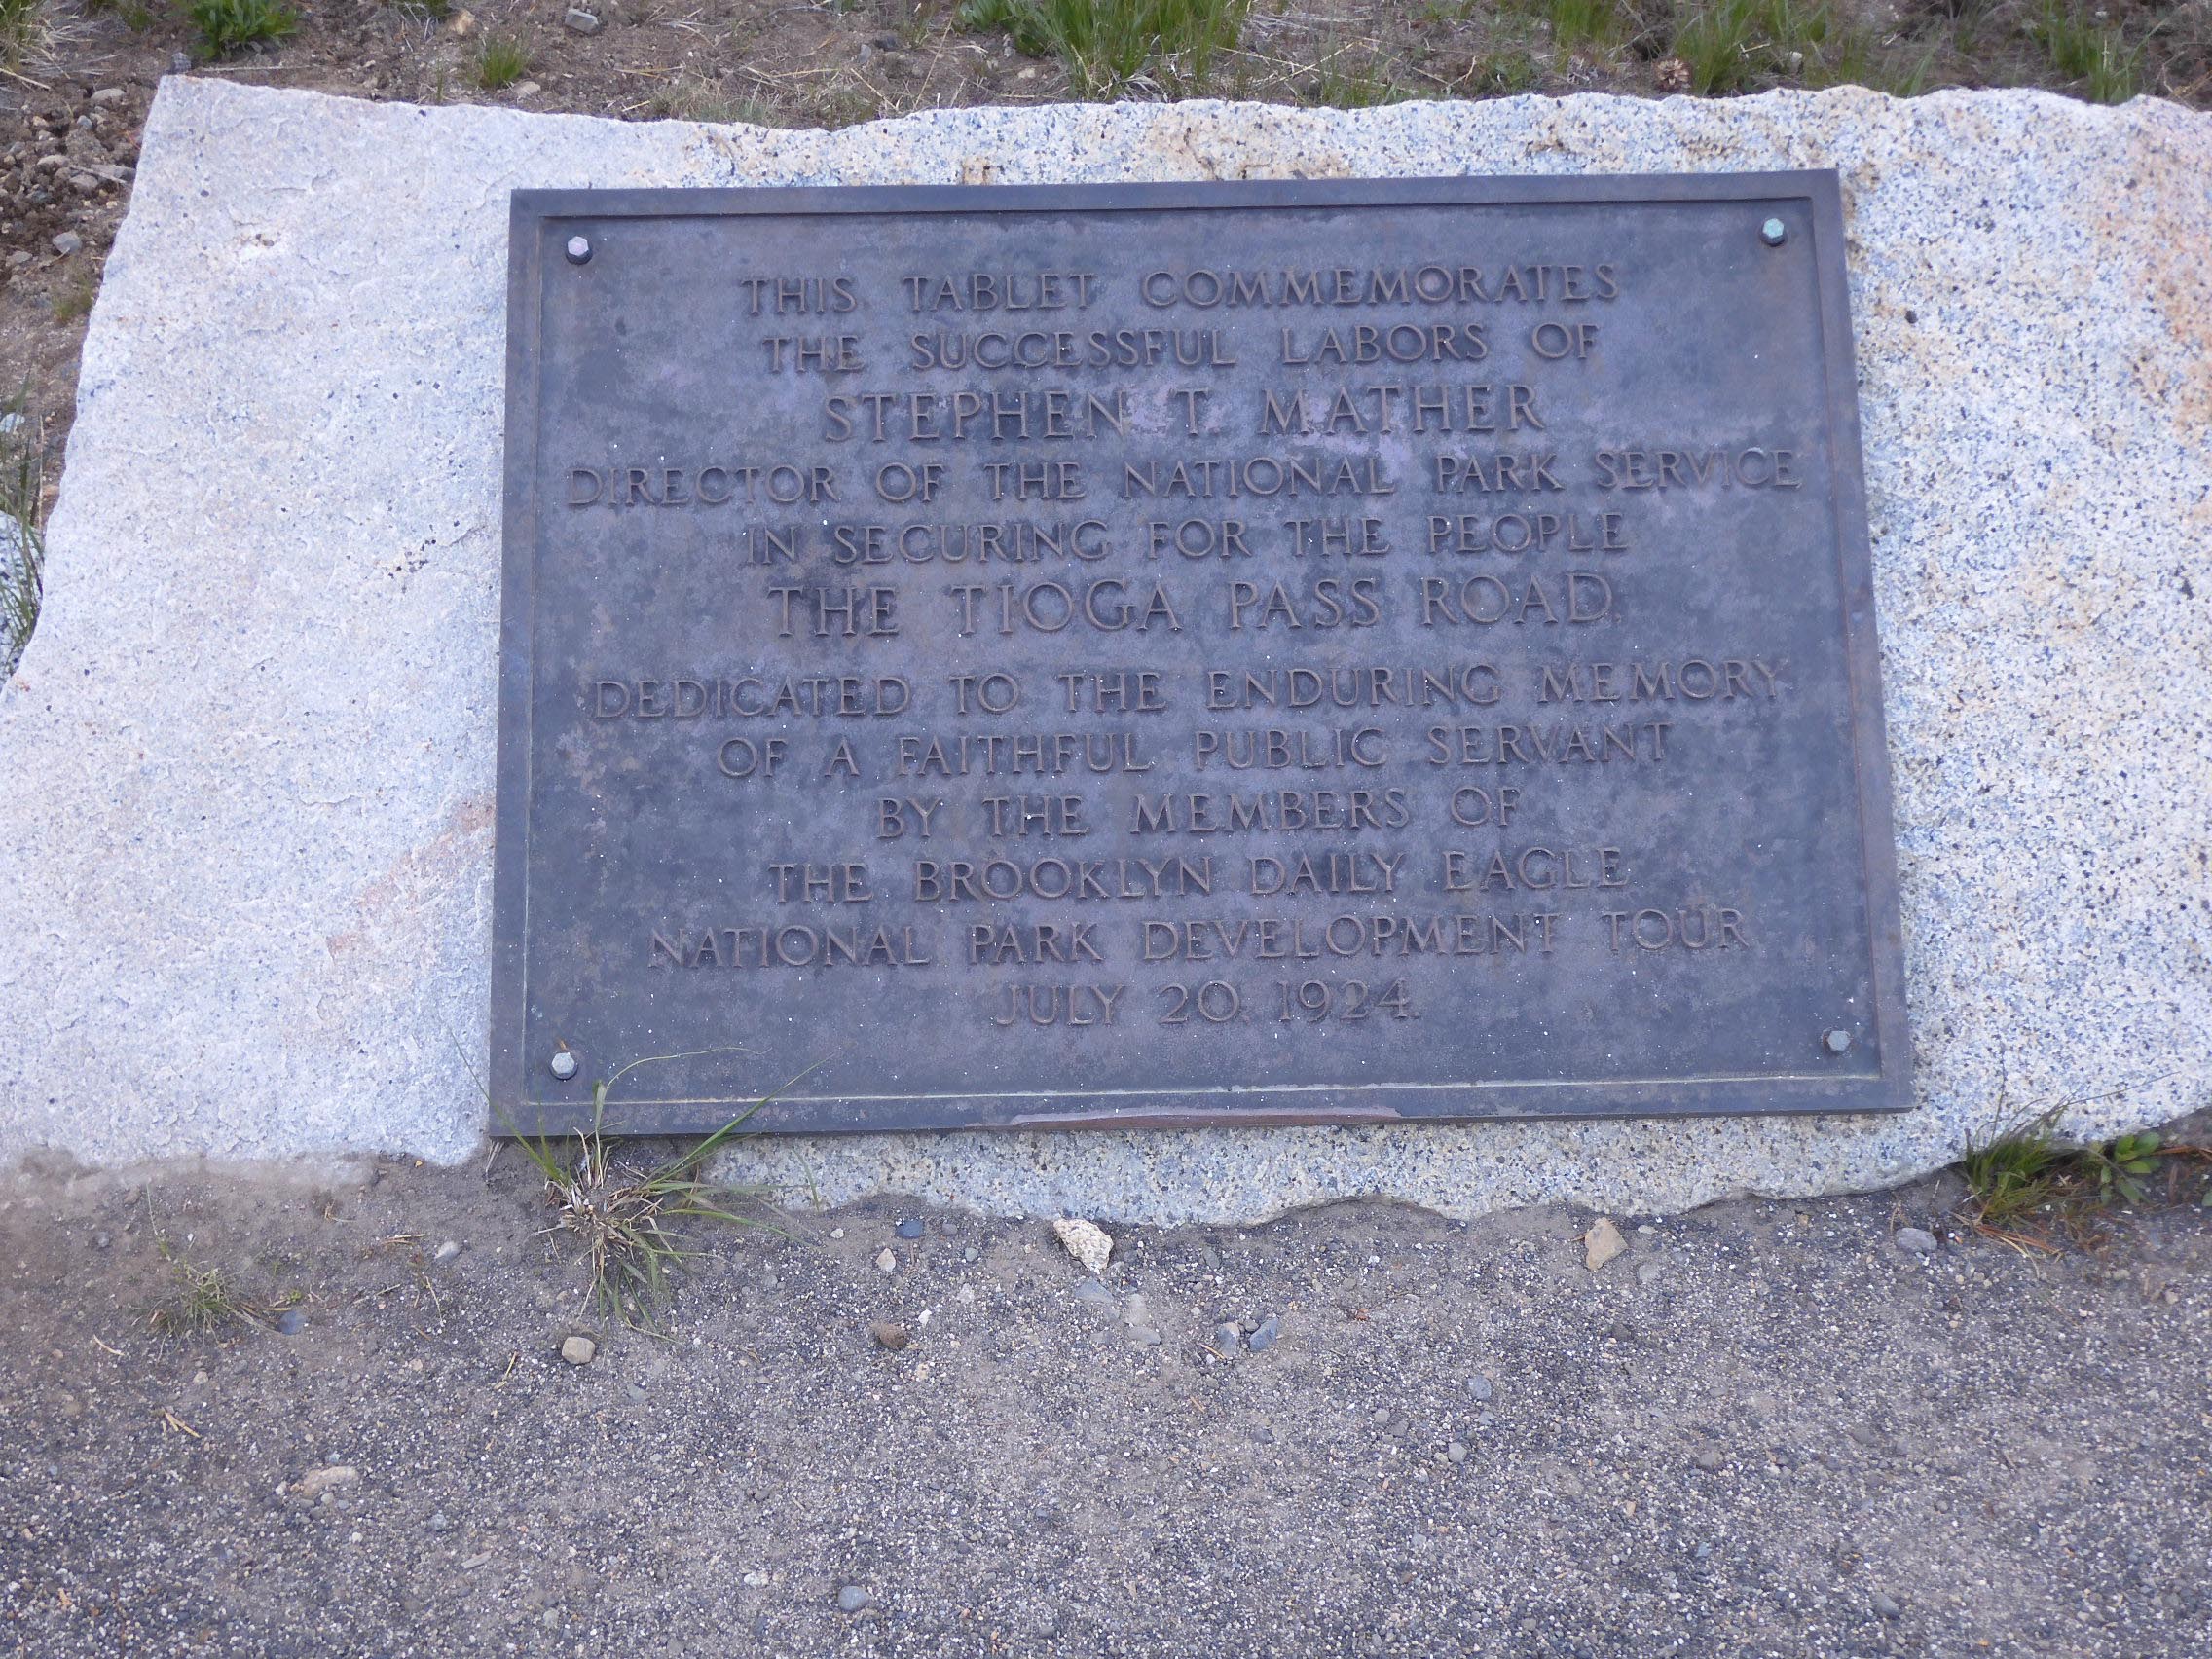 THIS TABLET COMMEMORATES
THE SUCCESSFUL LABORS OF
STEPHEN T. MATHER
DIRECTOR OF THE NATIONAL PARK SERVICE
IN SECURING FOR THE PEOPLE
THE TIOGA PASS ROAD.
DEDICATED TO THE ENDURING MEMORY
OF A FAITHFUL PUBLIC SERVANT
BY THE MEMBERS OF
THE BROOKLYN DAILY EAGLE
NATIONAL PARK DEVELOPMENT TOUR
JULY 20, 1924.